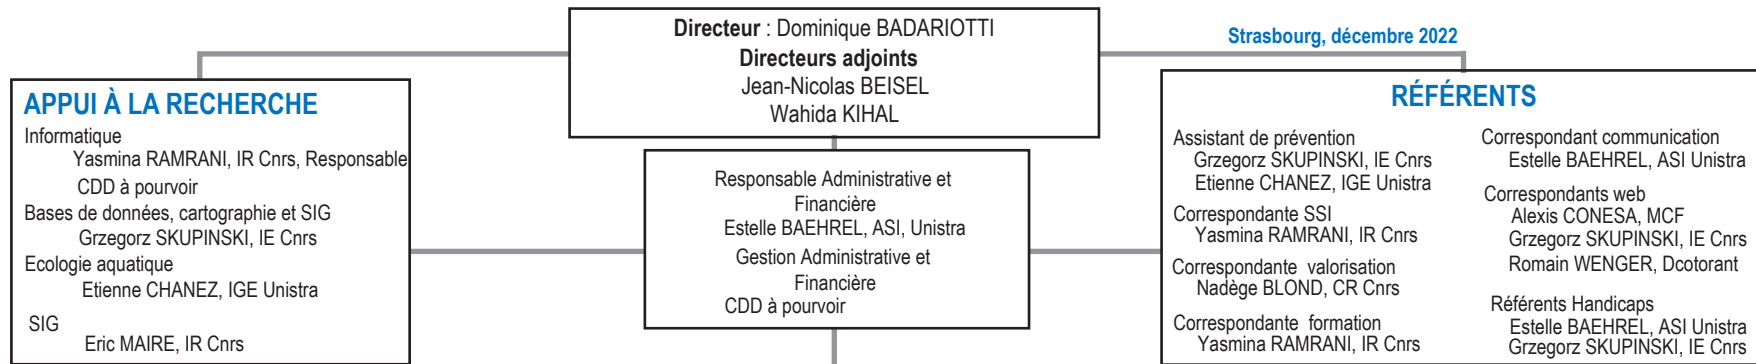 Directeur : Dominique BADARIOTTI
Directeurs adjoints
Jean-Nicolas BEISEL
Wahida KIHAL
Strasbourg, décembre 2022
APPUI À LA RECHERCHE
Informatique
Yasmina RAMRANI, IR Cnrs, Responsable
CDD à pourvoir
Bases de données, cartographie et SIG
Grzegorz SKUPINSKI, IE Cnrs
Ecologie aquatique
Etienne CHANEZ, IGE Unistra
SIG
Eric MAIRE, IR Cnrs
Responsable Administrative et
Financière
Estelle BAEHREL, ASI, Unistra
Gestion Administrative et
Financière
CDD à pourvoir
RÉFÉRENTS
Assistant de prévention
Grzegorz SKUPINSKI, IE Cnrs
Etienne CHANEZ, IGE Unistra
Correspondante SSI
Yasmina RAMRANI, IR Cnrs
Correspondante valorisation
Nadège BLOND, CR Cnrs
Correspondante formation
Yasmina RAMRANI, IR Cnrs
Correspondant communication
Estelle BAEHREL, ASI Unistra
Correspondants web
Alexis CONESA, MCF
Grzegorz SKUPINSKI, IE Cnrs
Romain WENGER, Dcotorant
Référents Handicaps
Estelle BAEHREL, ASI Unistra
Grzegorz SKUPINSKI, IE Cnrs